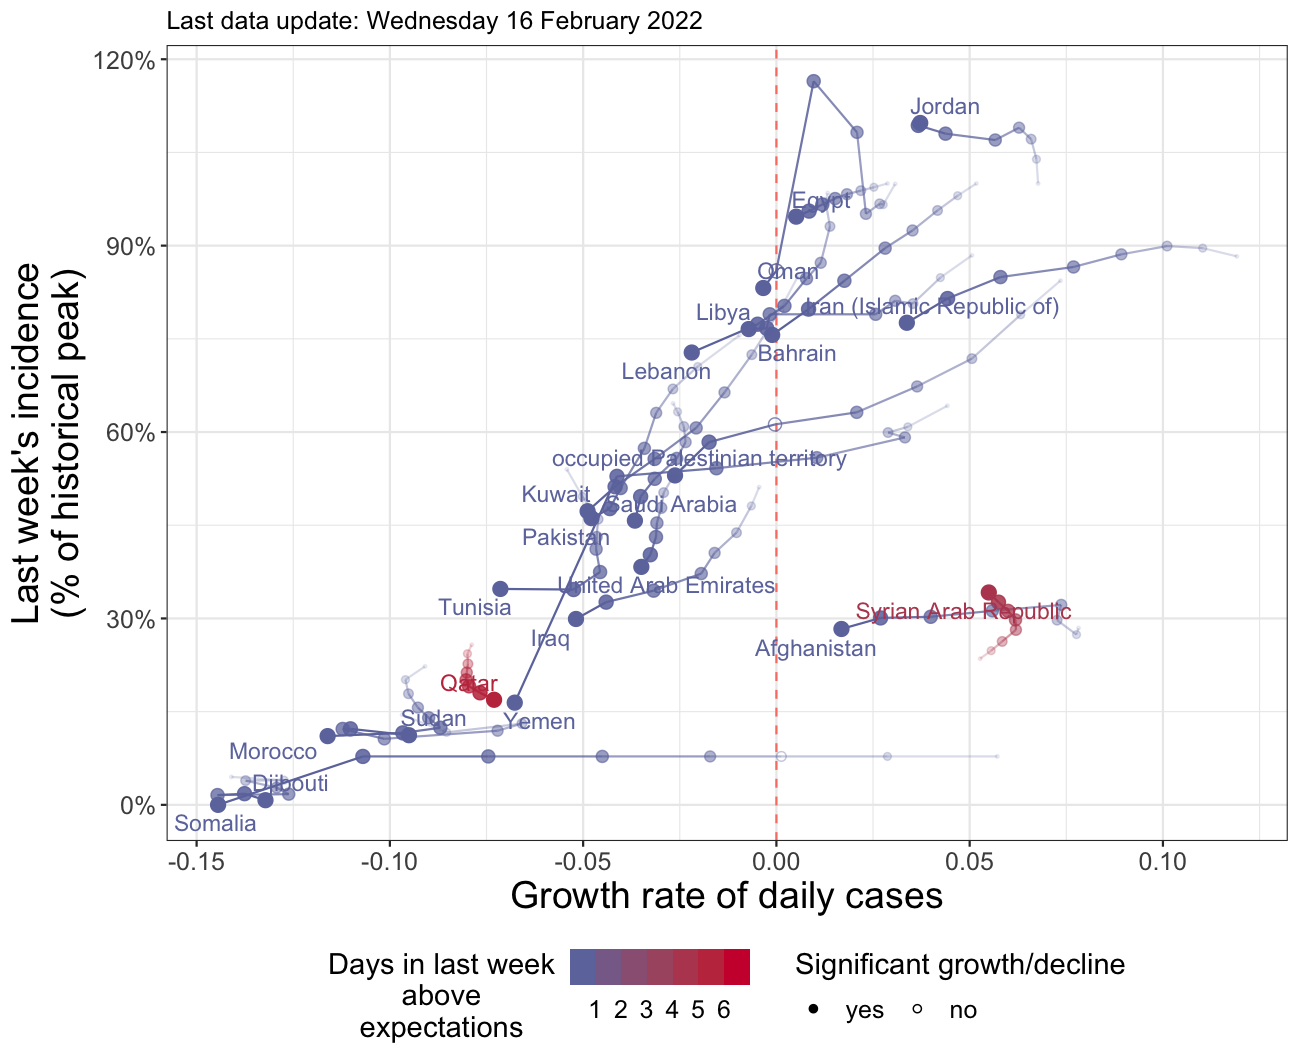 Last data update: Wednesday 16 February 2022
Last week's incidence
(% of historical peak)
120%
90%
60%
30%
0%
Jordan
Egypt
Oman
Libya
Iran (Islamic Republic of)
Bahrain
Lebanon
occupied Palestinian territory
Kuwait
Saudi Arabia
Pakistan
United Arab Emirates
Tunisia
Syrian Arab Republic
Iraq
Afghanistan
Qatar
Sudan
Yemen
Morocco
Djibouti
Somalia
-0.15
-0.10
-0.05
0.00
0.05
0.10
Growth rate of daily cases
Days in last week
above
expectations
1 2 3 4 5 6
Significant growth/decline
yes
no